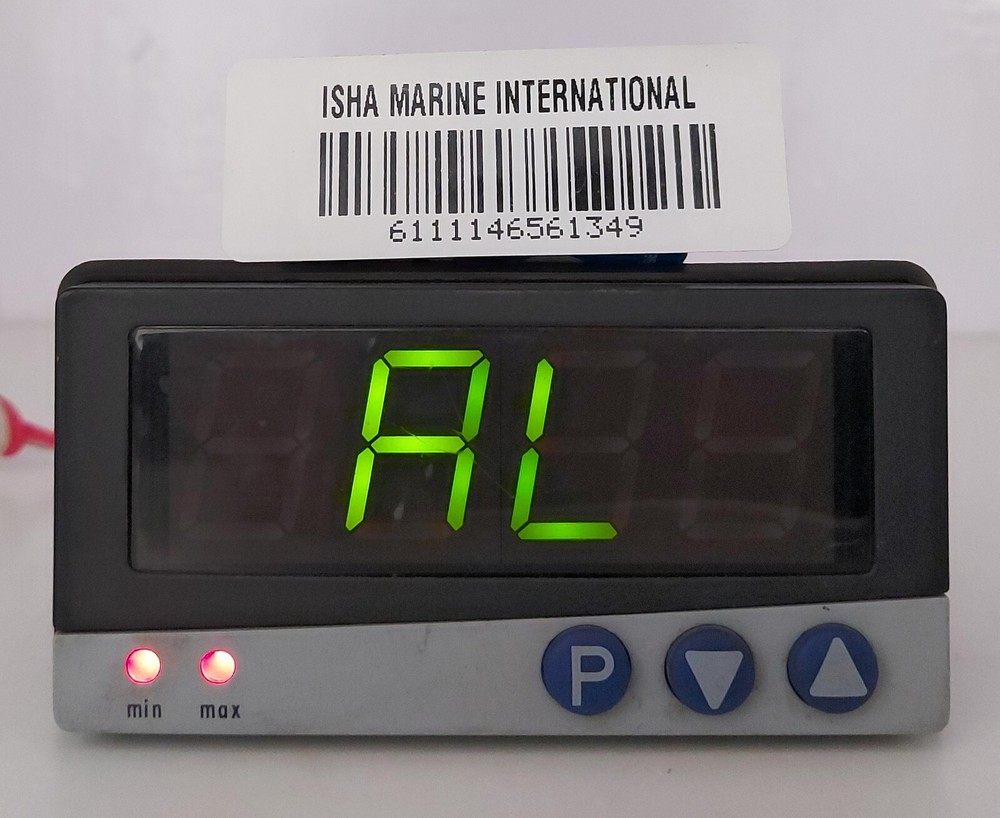 ISHA MARINE INTERNATIONAL
6111146561349
AL
min max
P